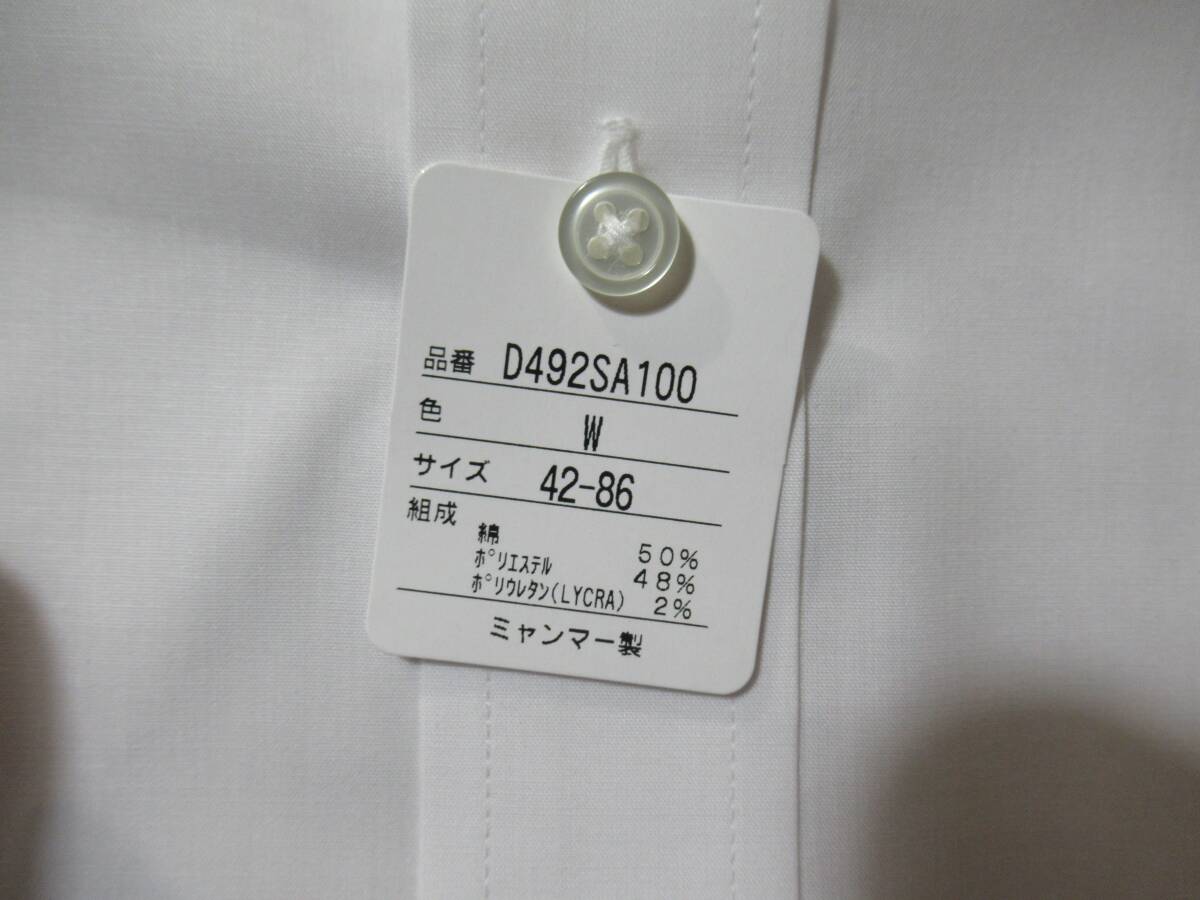 品番 D492SA100
色 W
サイズ 42-86
組成
綿 50%
ﾎﾟﾘｴｽﾃﾙ 48%
ﾎﾟﾘｳﾚﾀﾝ(LYCRA) 2%
ミャンマー製